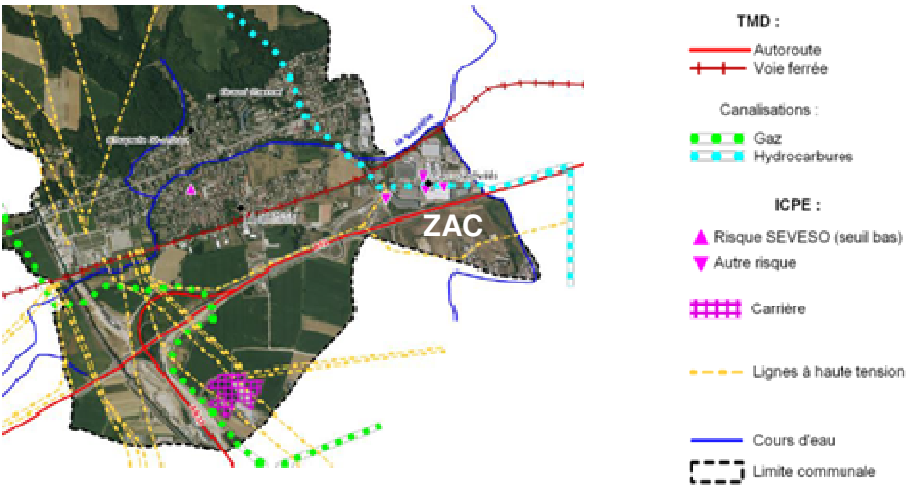 TMD :
Autoroute
Voie ferrée
Canalisations :
Gaz
Hydrocarbures
ICPE :
Risque SEVESO (seuil bas)
Autre risque
Carrière
Lignes à haute tension
Cours d'eau
Limite communale
ZAC